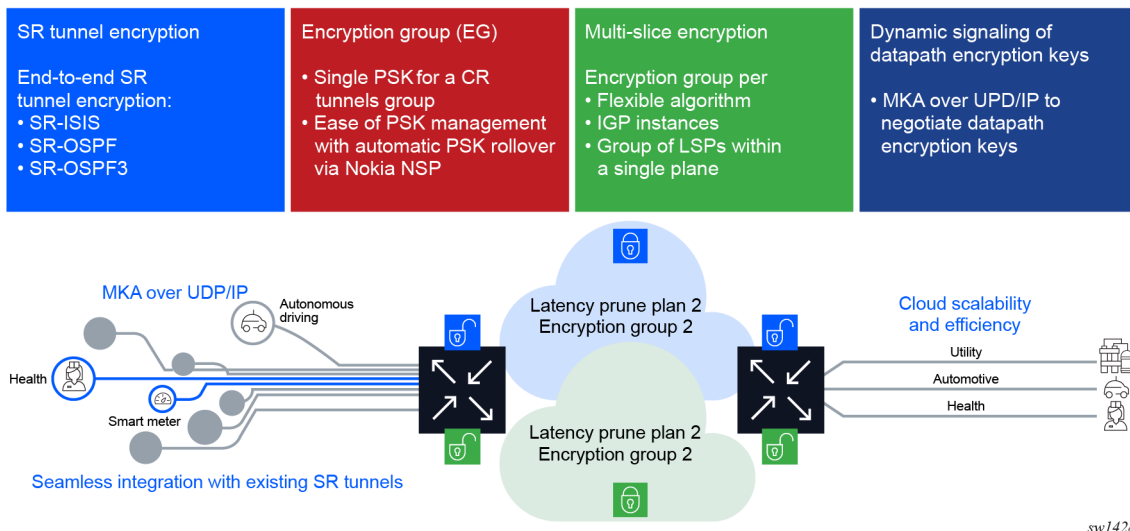 SR tunnel encryption
End-to-end SR
tunnel encryption:
• SR-ISIS
• SR-OSPF
• SR-OSPF3
Encryption group (EG)
• Single PSK for a CR
tunnels group
• Ease of PSK management
with automatic PSK rollover
via Nokia NSP
Multi-slice encryption
Encryption group per
• Flexible algorithm
• IGP instances
• Group of LSPs within
a single plane
Dynamic signaling of
datapath encryption keys
• MKA over UPD/IP to
negotiate datapath
encryption keys
MKA over UDP/IP
Autonomous
driving
Health
Smart meter
Seamless integration with existing SR tunnels
Latency prune plan 2
Encryption group 2
Latency prune plan 2
Encryption group 2
Cloud scalability
and efficiency
Utility
Automotive
Health